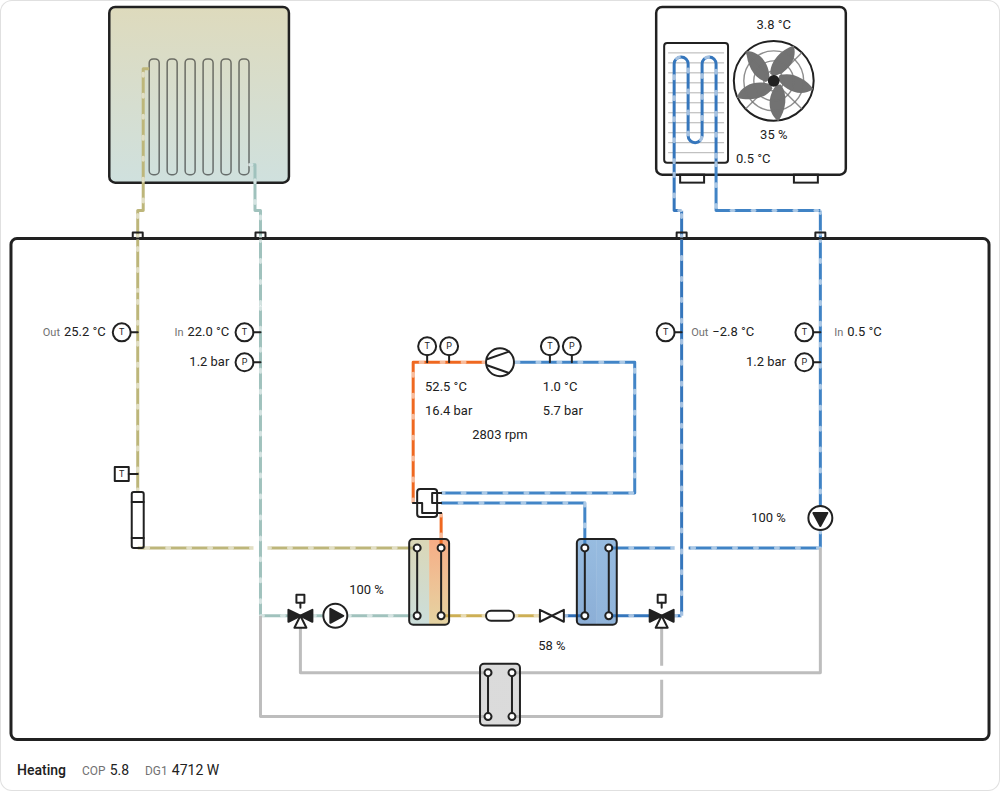 3.8 °C
35 %
0.5 °C
Out 25.2 °C T
In 22.0 °C T
T Out −2.8 °C
T In 0.5 °C
1.2 bar P
1.2 bar P
T P
T P
52.5 °C
1.0 °C
16.4 bar
5.7 bar
2803 rpm
T
100 %
100 %
58 %
Heating COP 5.8 DG1 4712 W